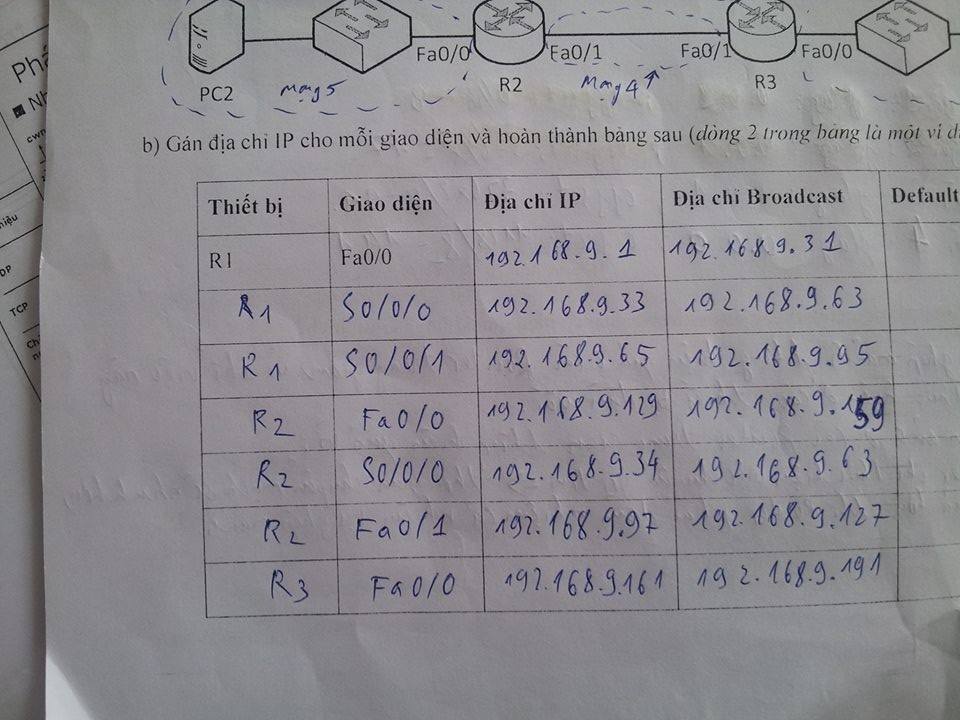 Fa0/0
Fa0/1
Fa0/1
Fa0/0
PC2
mạng 5
R2
Mạng 4
R3
b) Gán địa chỉ IP cho mỗi giao diện và hoàn thành bảng sau (dòng 2 trong bảng là một ví
Thiết bị Giao diện Địa chỉ IP Địa chỉ Broadcast Default
R1 Fa0/0 192.168.9.1 192.168.9.31
R1 S0/0/0 192.168.9.33 192.168.9.63
R1 S0/0/1 192.168.9.65 192.168.9.95
R2 Fa0/0 192.168.9.129 192.168.9.159
R2 S0/0/0 192.168.9.34 192.168.9.63
R2 Fa0/1 192.168.9.97 192.168.9.127
R3 Fa0/0 192.168.9.161 192.168.9.191
TCP